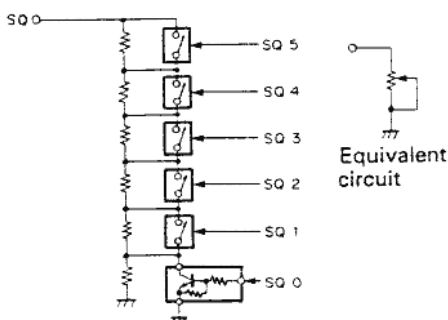 SQ
SQ 5
SQ 4
SQ 3
SQ 2
SQ 1
SQ 0
Equivalent
circuit